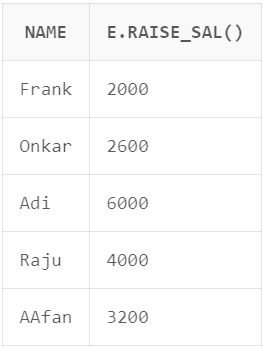 NAME E.RAISE_SAL()
Frank 2000
Onkar 2600
Adi 6000
Raju 4000
AAfan 3200